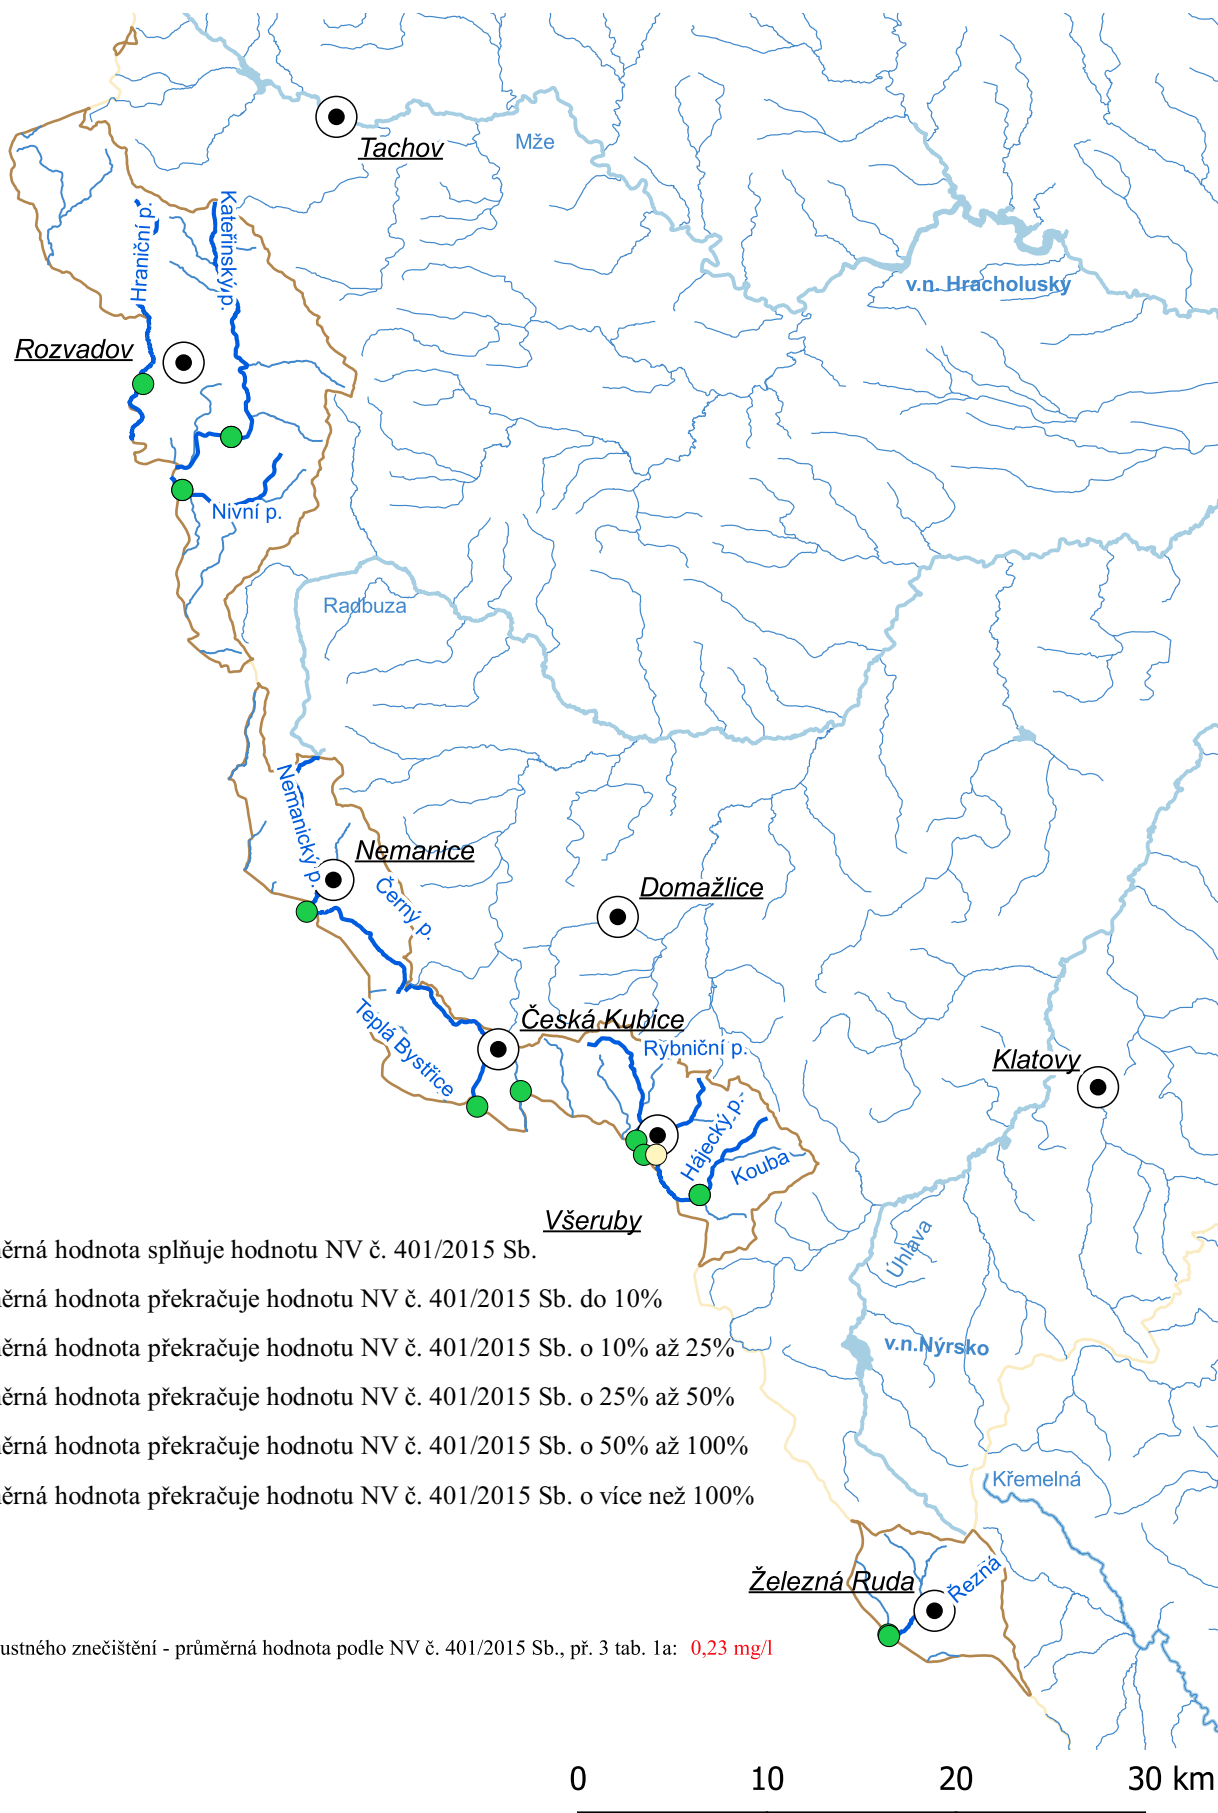 Tachov
Mže
Hraniční p.
Kateřinský p.
v.n. Hracholusky
Rozvadov
Nivní p.
Radbuza
Nemanický p.
Nemanice
Černý p.
Domažlice
Teplá Bystřice
Česká Kubice
Rybniční p.
Klatovy
Hájecký p.
Kouba
Všeruby
Úhlava
ěrná hodnota splňuje hodnotu NV č. 401/2015 Sb.
ěrná hodnota překračuje hodnotu NV č. 401/2015 Sb. do 10%
ěrná hodnota překračuje hodnotu NV č. 401/2015 Sb. o 10% až 25%
v.n.Nýrsko
ěrná hodnota překračuje hodnotu NV č. 401/2015 Sb. o 25% až 50%
ěrná hodnota překračuje hodnotu NV č. 401/2015 Sb. o 50% až 100%
Křemelná
ěrná hodnota překračuje hodnotu NV č. 401/2015 Sb. o více než 100%
Železná Ruda
Řezná
ustného znečištění - průměrná hodnota podle NV č. 401/2015 Sb., př. 3 tab. 1a: 0,23 mg/l
0 10 20 30 km